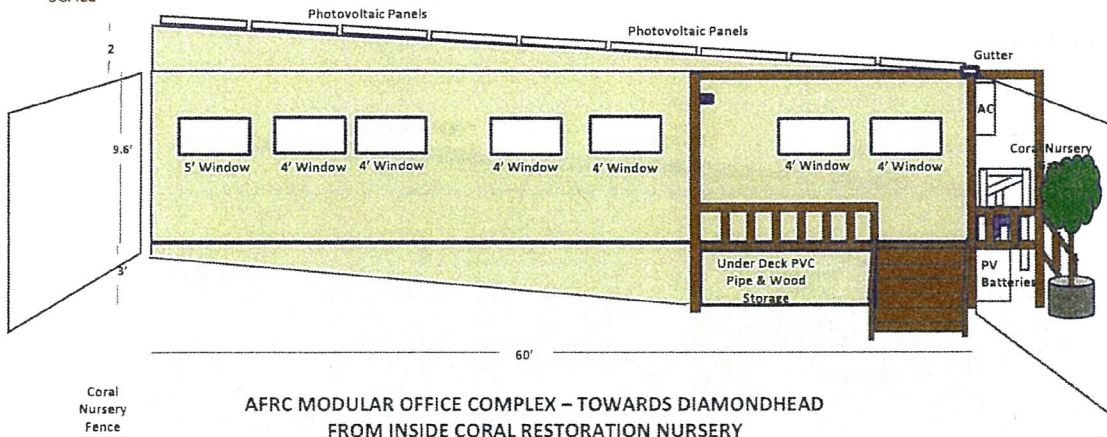 SCALE
Photovoltaic Panels
Photovoltaic Panels
Gutter
2'
AC
9.6'
Coral Nursery
5' Window
4' Window
4' Window
4' Window
4' Window
4' Window
4' Window
3'
Under Deck PVC
Pipe & Wood
Storage
PV
Batteries
60'
Coral
Nursery
Fence
AFRC MODULAR OFFICE COMPLEX – TOWARDS DIAMONDHEAD
FROM INSIDE CORAL RESTORATION NURSERY